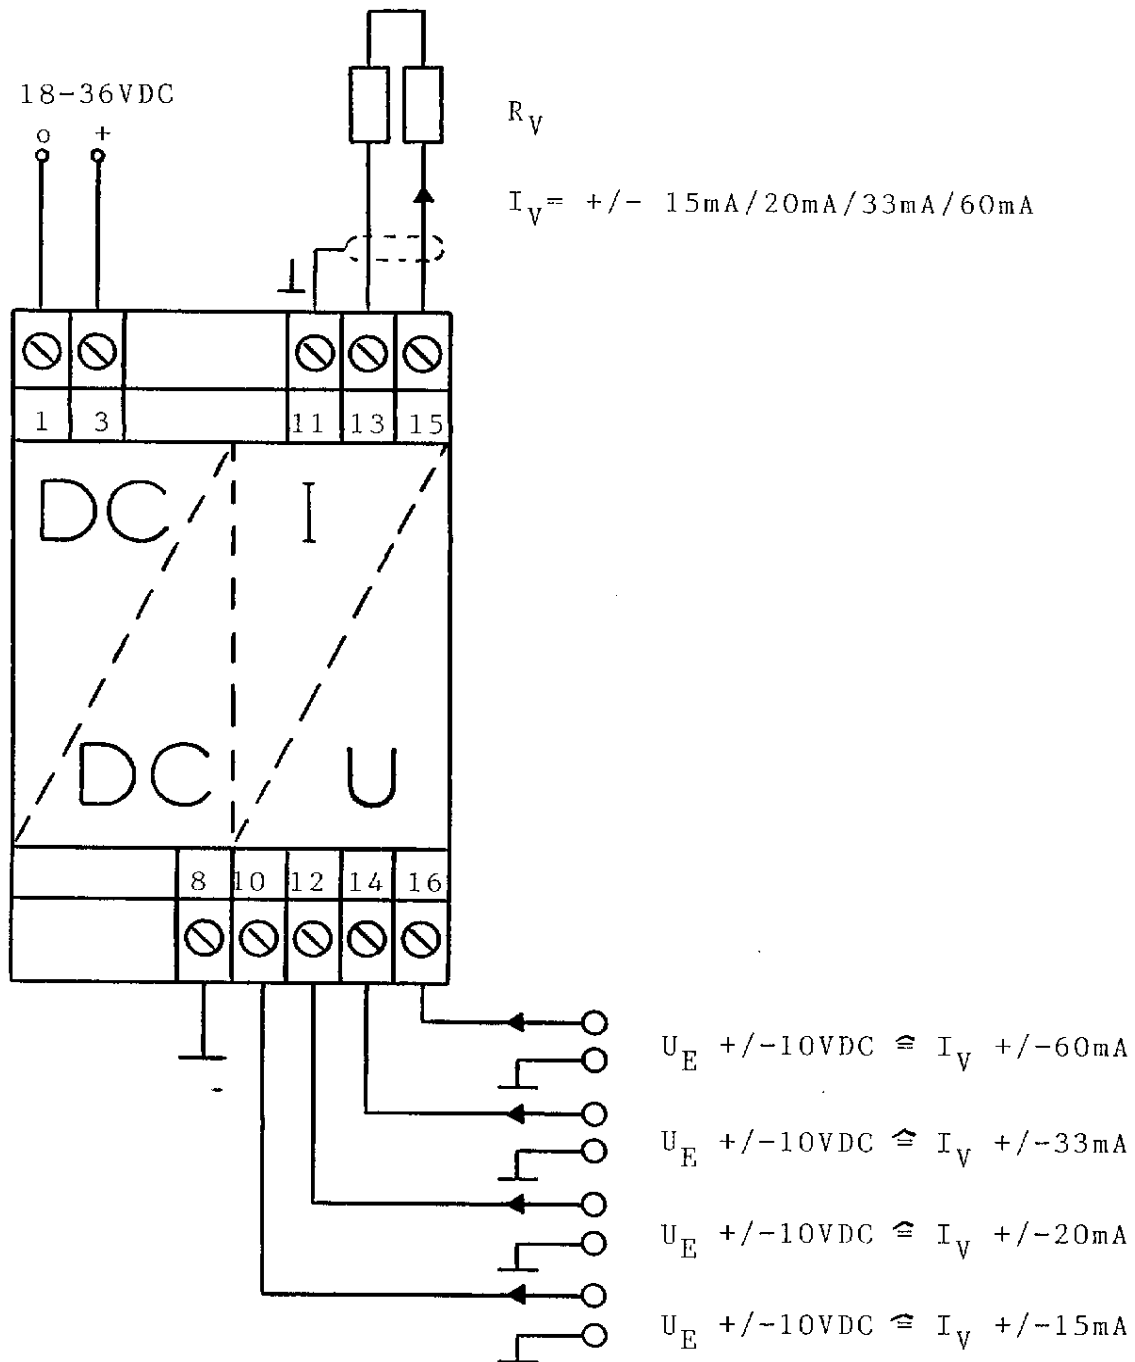 18-36VDC
o +
R_V
I_V= +/- 15mA/20mA/33mA/60mA
1 3 11 13 15
DC I
DC U
8 10 12 14 16
U_E +/-10VDC ≙ I_V +/-60mA
U_E +/-10VDC ≙ I_V +/-33mA
U_E +/-10VDC ≙ I_V +/-20mA
U_E +/-10VDC ≙ I_V +/-15mA